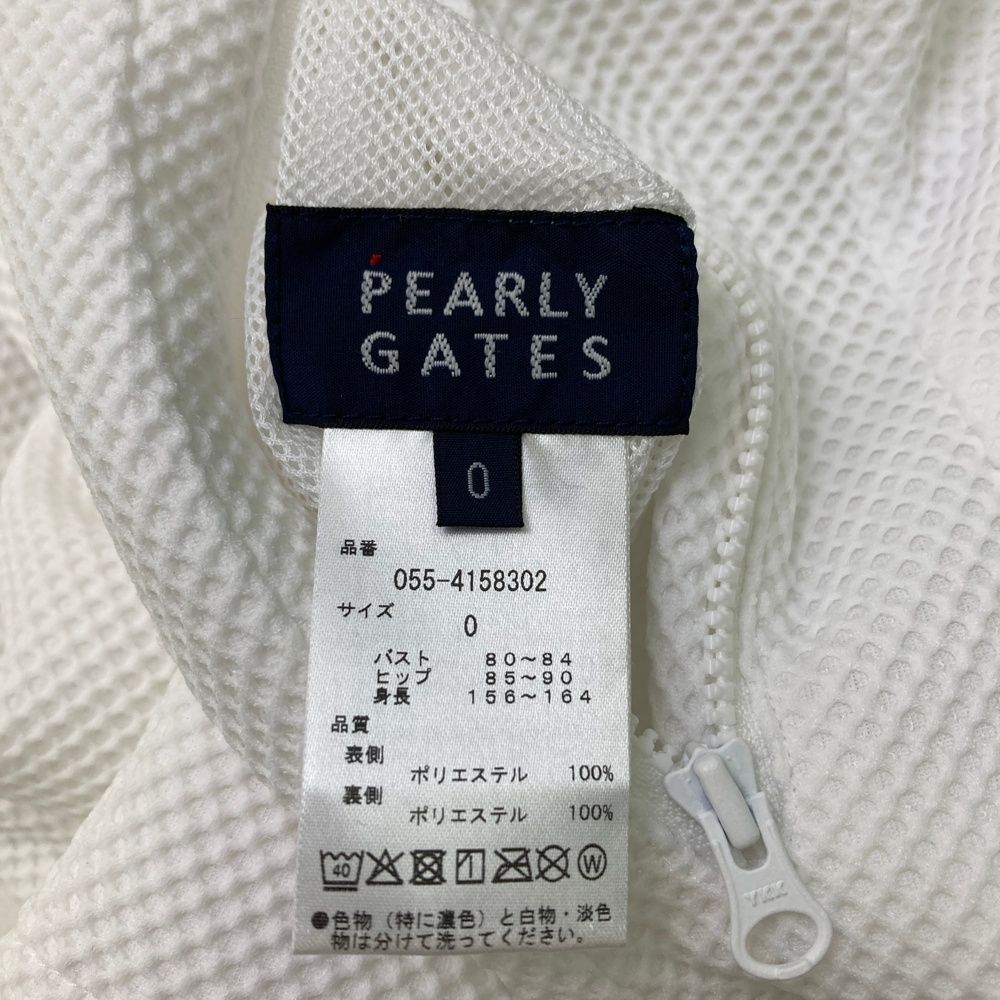 PEARLY
GATES
0
品番
055-4158302
サイズ
0
バスト 80～84
ヒップ 85～90
身長 156～164
品質
表側
ポリエステル 100%
裏側
ポリエステル 100%
40 W
●色物（特に濃色）と白物・淡色
物は分けて洗ってください。
YKK